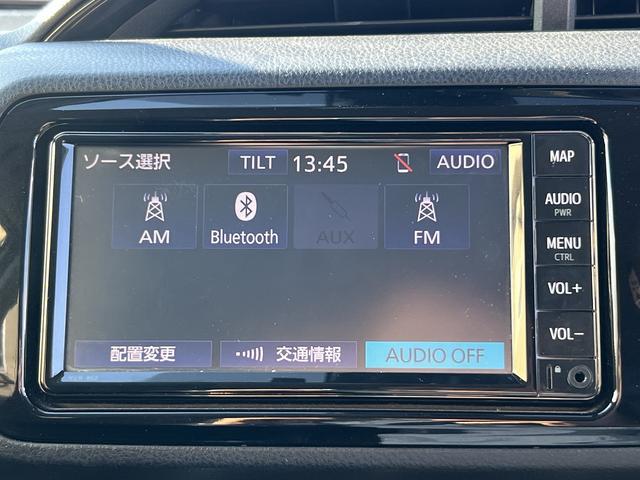 ソース選択 TILT 13:45 AUDIO
AM Bluetooth AUX FM
配置変更 交通情報 AUDIO OFF
MAP
AUDIO
PWR
MENU
CTRL
VOL+
VOL−